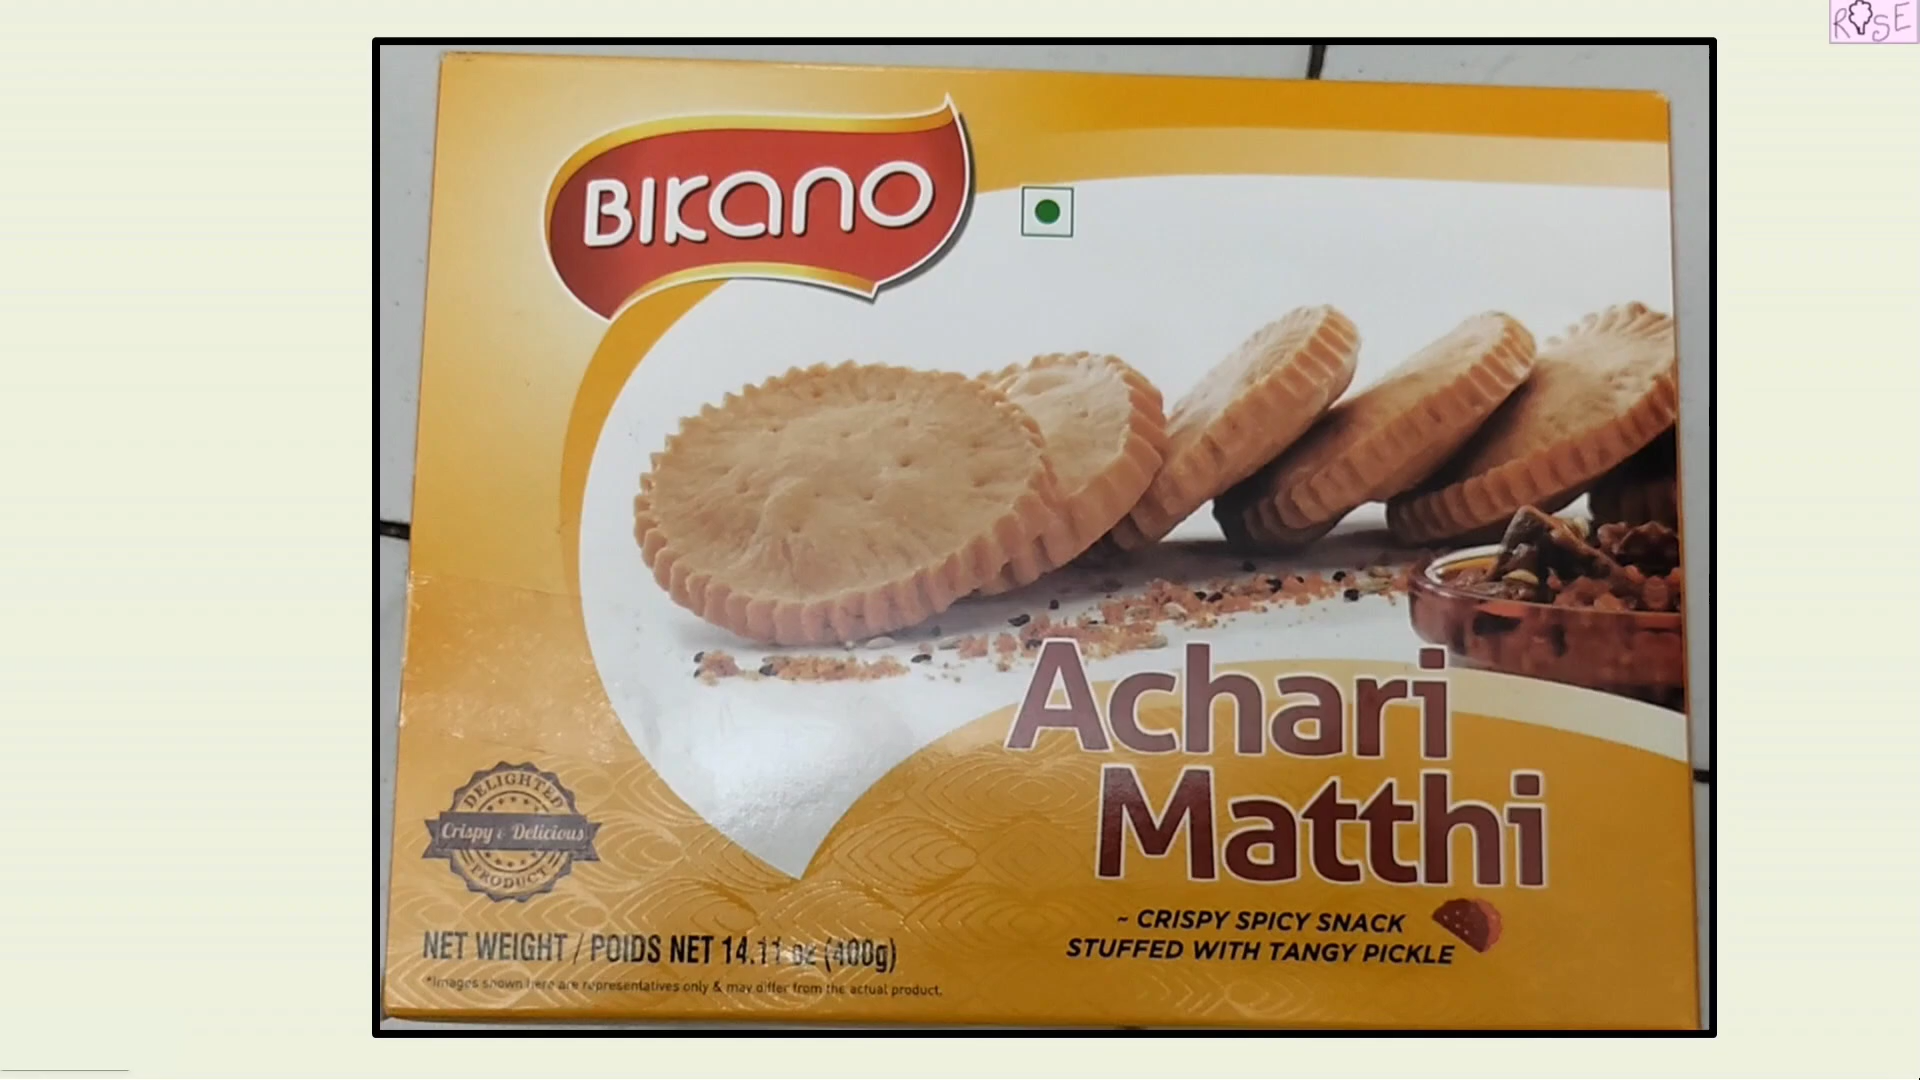 ROSE
BIKANO
Achari
Matthi
~ CRISPY SPICY SNACK
STUFFED WITH TANGY PICKLE
DELIGHTED
Crispy & Delicious
PRODUCT
NET WEIGHT / POIDS NET 14.11 oz (400g)
*Images shown here are representatives only & may differ from the actual product.